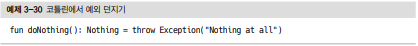 예제 3-30 코틀린에서 예외 던지기
fun doNothing(): Nothing = throw Exception("Nothing at all")